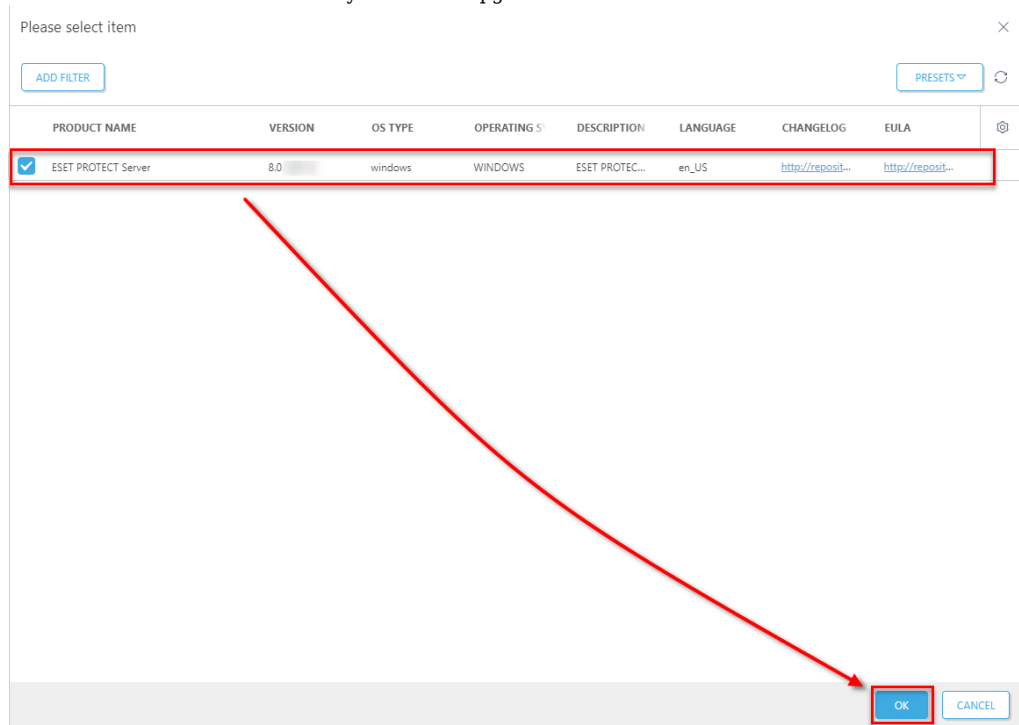 Please select item
ADD FILTER PRESETS
PRODUCT NAME VERSION OS TYPE OPERATING S DESCRIPTION LANGUAGE CHANGELOG EULA
ESET PROTECT Server 8.0 windows WINDOWS ESET PROTEC... en_US http://reposit... http://reposit...
OK CANCEL